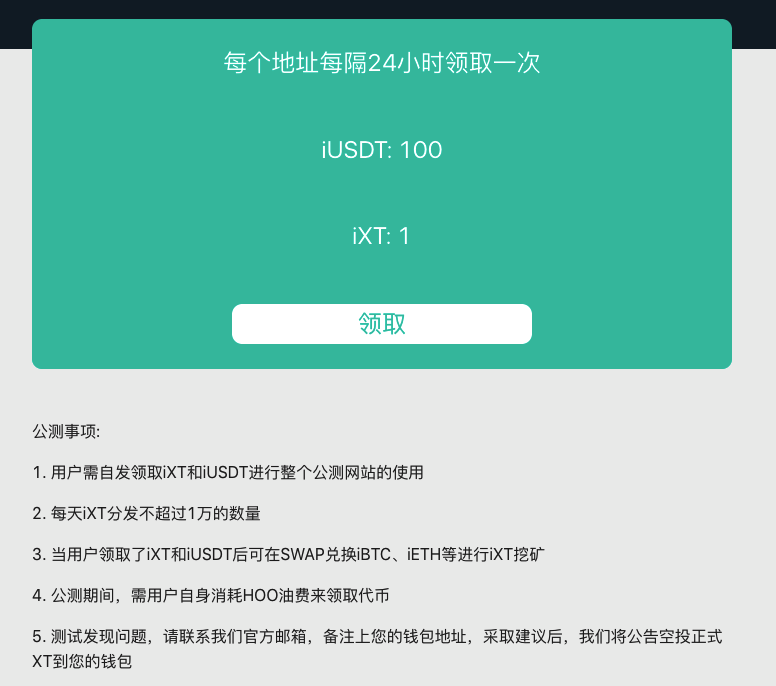 每个地址每隔24小时领取一次
iUSDT: 100
iXT: 1
领取
公测事项:
1. 用户需自发领取iXT和iUSDT进行整个公测网站的使用
2. 每天iXT分发不超过1万的数量
3. 当用户领取了iXT和iUSDT后可在SWAP兑换iBTC、iETH等进行iXT挖矿
4. 公测期间，需用户自身消耗HOO油费来领取代币
5. 测试发现问题，请联系我们官方邮箱，备注上您的钱包地址，采取建议后，我们将公告空投正式
XT到您的钱包